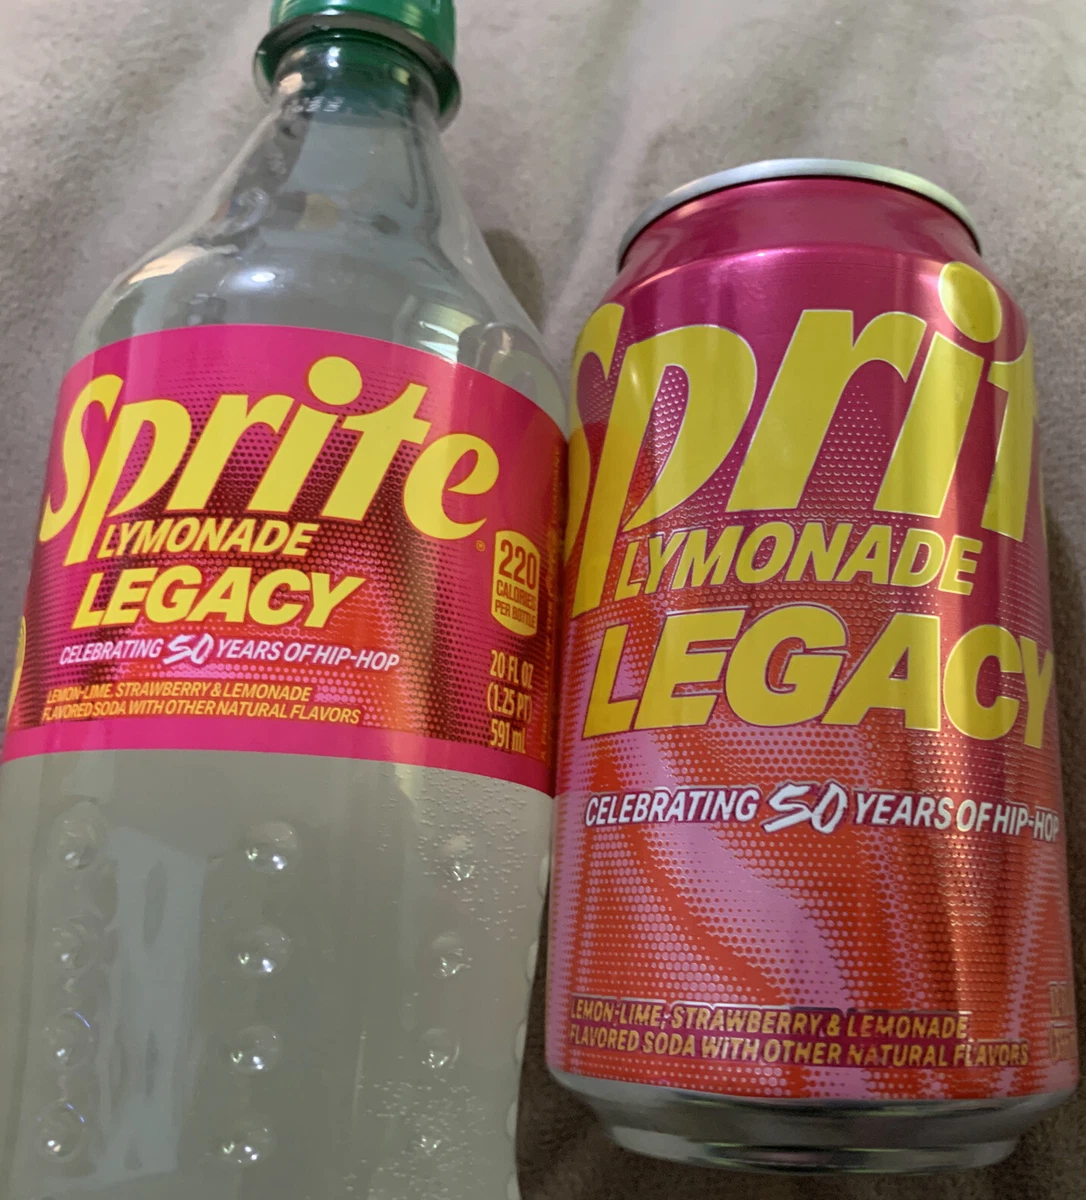 Sprite
LYMONADE
LEGACY
CELEBRATING 50 YEARS OF HIP-HOP
LEMON-LIME, STRAWBERRY & LEMONADE
FLAVORED SODA WITH OTHER NATURAL FLAVORS
220
CALORIES
PER BOTTLE
20 FL OZ
(1.25 PT)
591 mL
Sprit
LYMONADE
LEGACY
CELEBRATING 50 YEARS OF HIP-HOP
LEMON-LIME, STRAWBERRY & LEMONADE
FLAVORED SODA WITH OTHER NATURAL FLAVORS